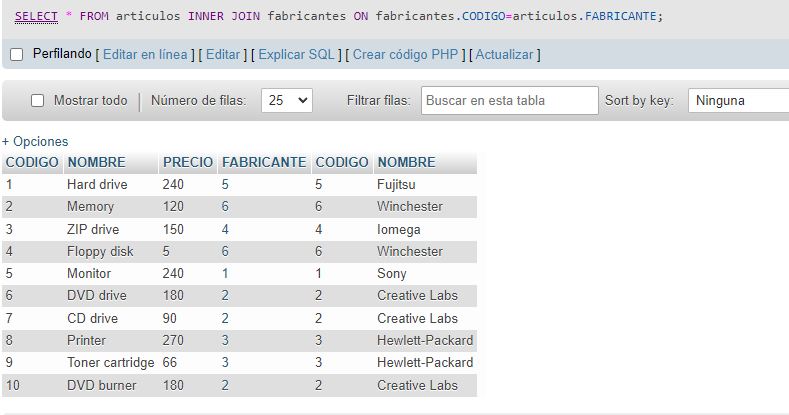 SELECT * FROM articulos INNER JOIN fabricantes ON fabricantes.CODIGO=articulos.FABRICANTE;
Perfilando [ Editar en línea ] [ Editar ] [ Explicar SQL ] [ Crear código PHP ] [ Actualizar ]
Mostrar todo Número de filas: 25 Filtrar filas: Buscar en esta tabla Sort by key: Ninguna
+ Opciones
CODIGO NOMBRE PRECIO FABRICANTE CODIGO NOMBRE
1 Hard drive 240 5 5 Fujitsu
2 Memory 120 6 6 Winchester
3 ZIP drive 150 4 4 Iomega
4 Floppy disk 5 6 6 Winchester
5 Monitor 240 1 1 Sony
6 DVD drive 180 2 2 Creative Labs
7 CD drive 90 2 2 Creative Labs
8 Printer 270 3 3 Hewlett-Packard
9 Toner cartridge 66 3 3 Hewlett-Packard
10 DVD burner 180 2 2 Creative Labs